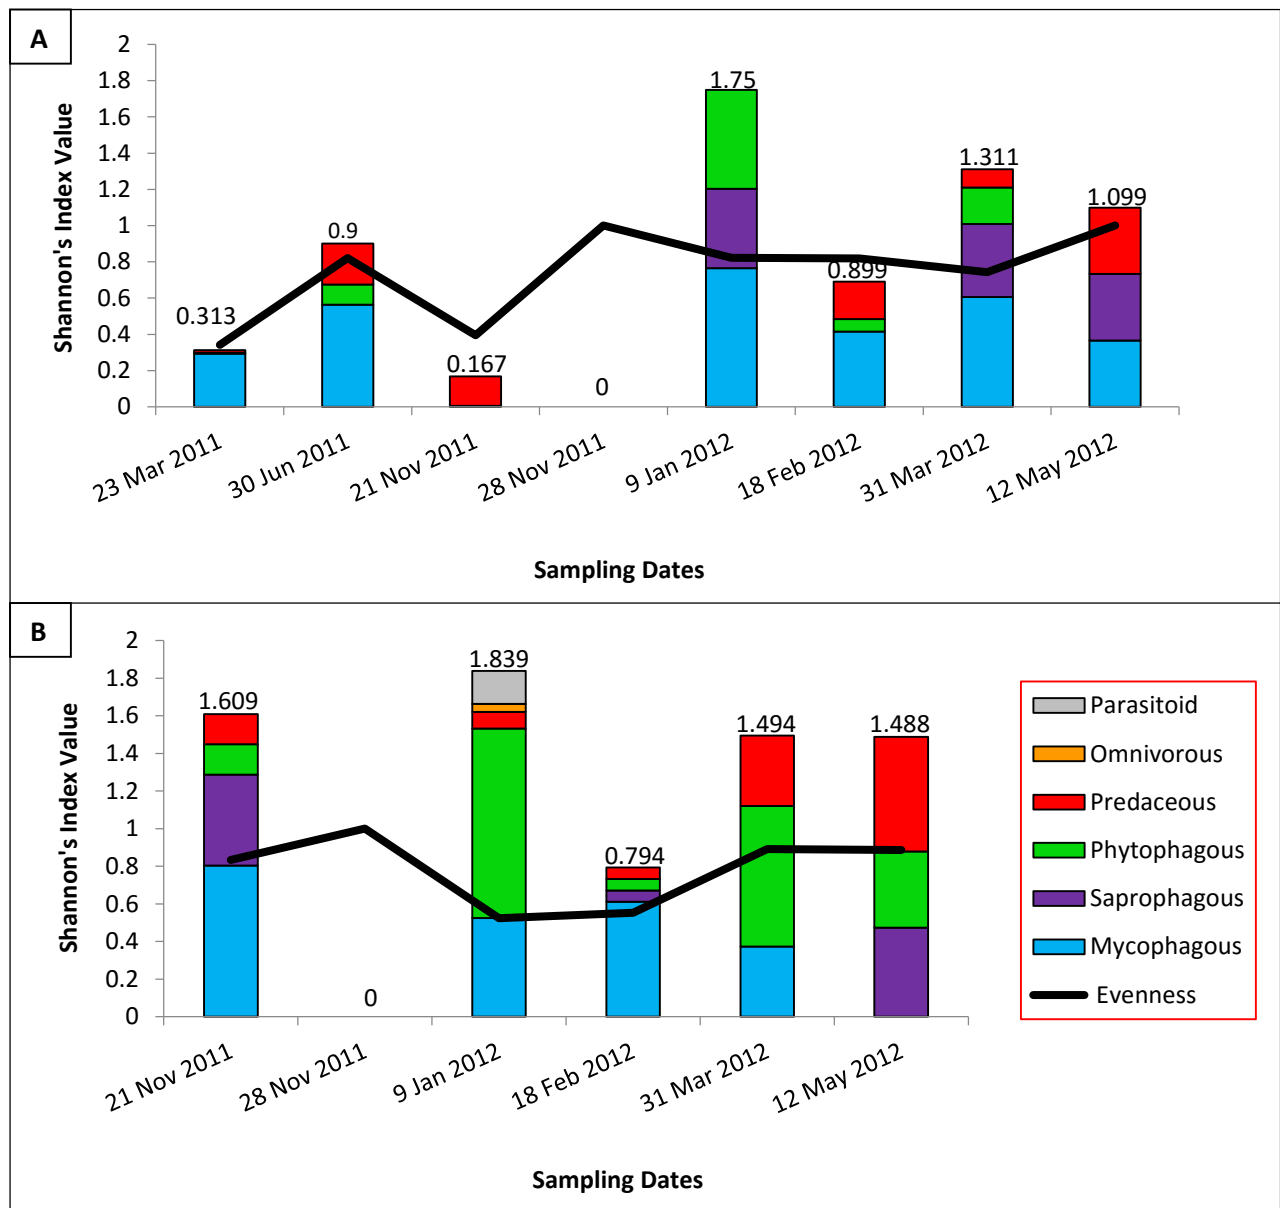 A
Shannon's Index Value
2
1.8
1.6
1.4
1.2
1
0.8
0.6
0.4
0.2
0
0.313
0.9
0.167
0
1.75
0.899
1.311
1.099
23 Mar 2011
30 Jun 2011
21 Nov 2011
28 Nov 2011
9 Jan 2012
18 Feb 2012
31 Mar 2012
12 May 2012
Sampling Dates
B
Shannon's Index Value
2
1.8
1.6
1.4
1.2
1
0.8
0.6
0.4
0.2
0
1.609
0
1.839
0.794
1.494
1.488
21 Nov 2011
28 Nov 2011
9 Jan 2012
18 Feb 2012
31 Mar 2012
12 May 2012
Sampling Dates
Parasitoid
Omnivorous
Predaceous
Phytophagous
Saprophagous
Mycophagous
Evenness